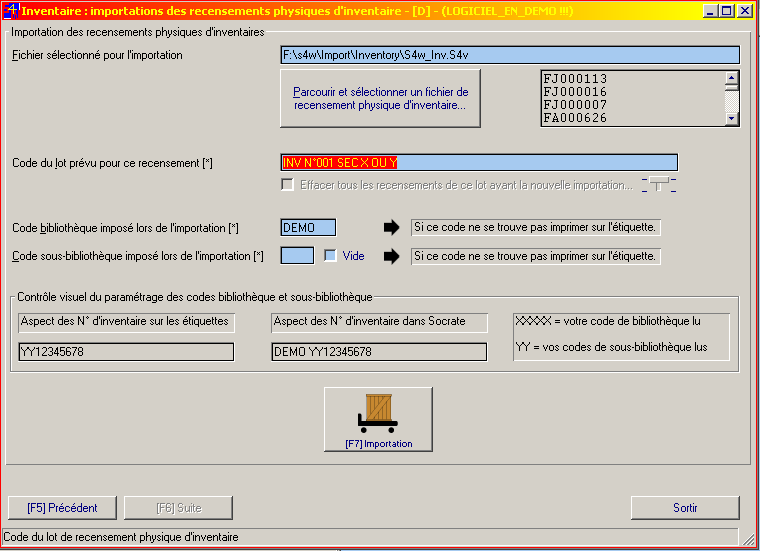 Inventaire : importations des recensements physiques d'inventaire - [D] - (LOGICIEL_EN_DEMO !!!)
Importation des recensements physiques d'inventaires
Fichier sélectionné pour l'importation
F:\s4w\Import\Inventory\S4w_Inv.S4v
Parcourir et sélectionner un fichier de
recensement physique d'inventaire...
FJ000113
FJ000016
FJ000007
FA000626
Code du lot prévu pour ce recensement [*]
INV N°001 SEC X OU Y
Effacer tous les recensements de ce lot avant la nouvelle importation...
Code bibliothèque imposé lors de l'importation [*]
DEMO
Si ce code ne se trouve pas imprimer sur l'étiquette.
Code sous-bibliothèque imposé lors de l'importation [*]
Vide
Si ce code ne se trouve pas imprimer sur l'étiquette.
Contrôle visuel du paramétrage des codes bibliothèque et sous-bibliothèque
Aspect des N° d'inventaire sur les étiquettes
Aspect des N° d'inventaire dans Socrate
XXXXX = votre code de bibliothèque lu
YY12345678
DEMO YY12345678
YY = vos codes de sous-bibliothèque lus
[F7] Importation
[F5] Précédent
[F6] Suite
Sortir
Code du lot de recensement physique d'inventaire